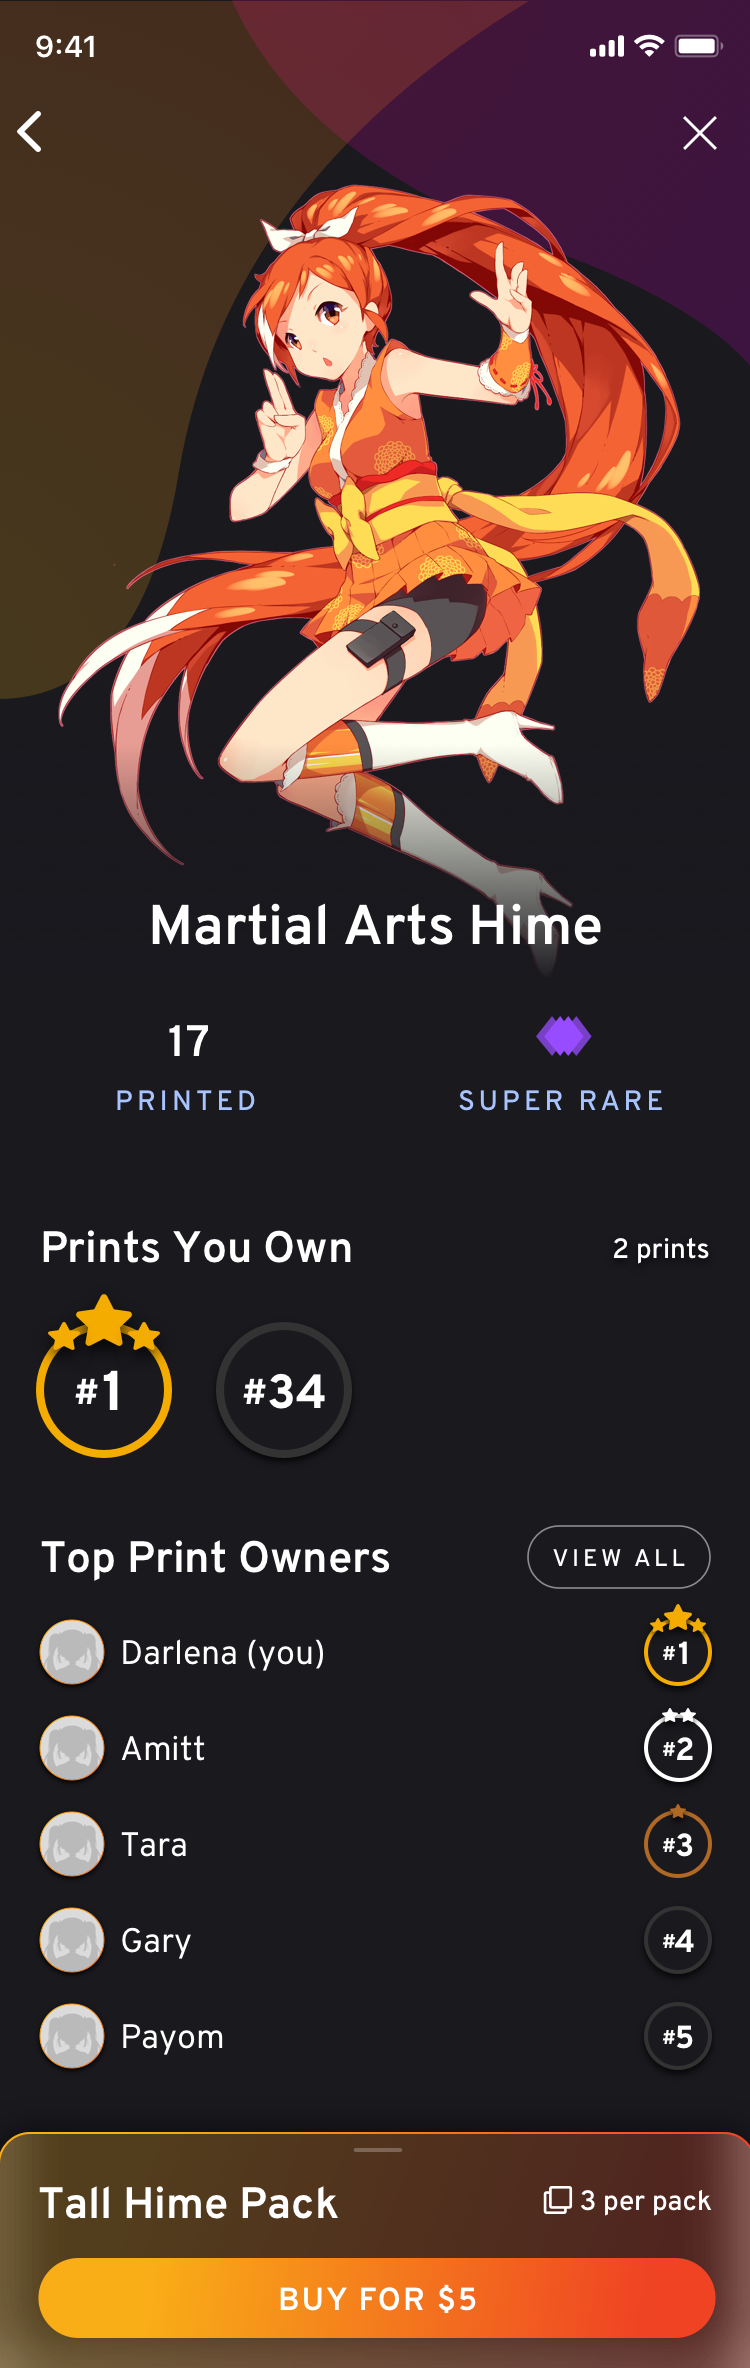 9:41
Martial Arts Hime
17
PRINTED
SUPER RARE
Prints You Own
2 prints
#1
#34
Top Print Owners
VIEW ALL
Darlena (you)
#1
Amitt
#2
Tara
#3
Gary
#4
Payom
#5
Tall Hime Pack
3 per pack
BUY FOR $5